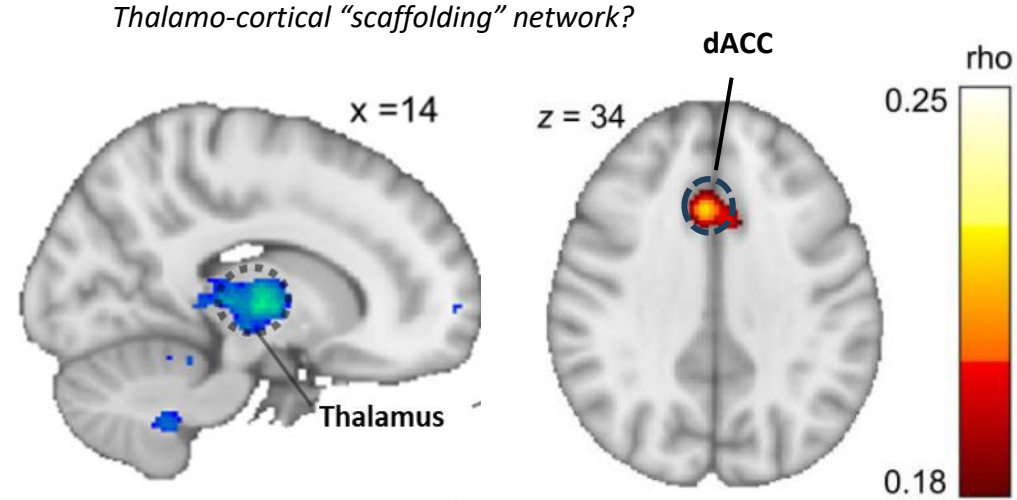 Thalamo-cortical “scaffolding” network?
dACC
rho
x =14
z = 34
0.25
Thalamus
0.18